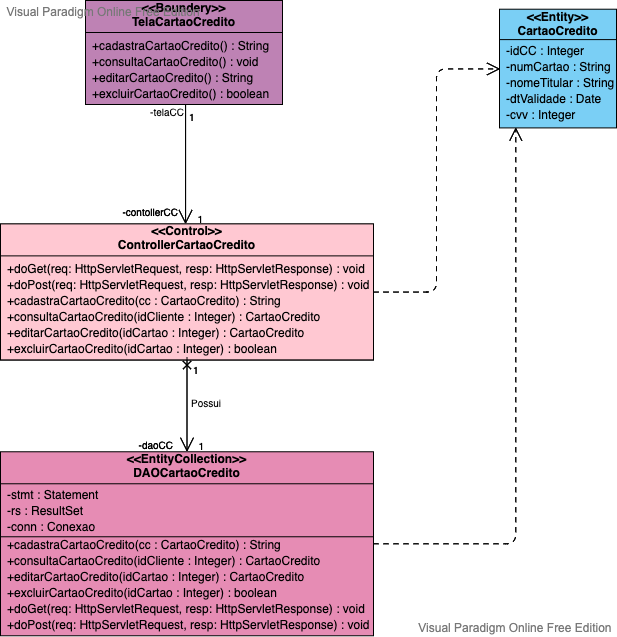 Visual Paradigm Online Free Edition
<<Boundery>>
TelaCartaoCredito
+cadastraCartaoCredito() : String
+consultaCartaoCredito() : void
+editarCartaoCredito() : String
+excluirCartaoCredito() : boolean
<<Entity>>
CartaoCredito
-idCC : Integer
-numCartao : String
-nomeTitular : String
-dtValidade : Date
-cvv : Integer
-telaCC
1
-contollerCC
1
<<Control>>
ControllerCartaoCredito
+doGet(req: HttpServletRequest, resp: HttpServletResponse) : void
+doPost(req: HttpServletRequest, resp: HttpServletResponse) : void
+cadastraCartaoCredito(cc : CartaoCredito) : String
+consultaCartaoCredito(idCliente : Integer) : CartaoCredito
+editarCartaoCredito(idCartao : Integer) : CartaoCredito
+excluirCartaoCredito(idCartao : Integer) : boolean
1
Possui
-daoCC
1
<<EntityCollection>>
DAOCartaoCredito
-stmt : Statement
-rs : ResultSet
-conn : Conexao
+cadastraCartaoCredito(cc : CartaoCredito) : String
+consultaCartaoCredito(idCliente : Integer) : CartaoCredito
+editarCartaoCredito(idCartao : Integer) : CartaoCredito
+excluirCartaoCredito(idCartao : Integer) : boolean
+doGet(req: HttpServletRequest, resp: HttpServletResponse) : void
+doPost(req: HttpServletRequest, resp: HttpServletResponse) : void
Visual Paradigm Online Free Edition